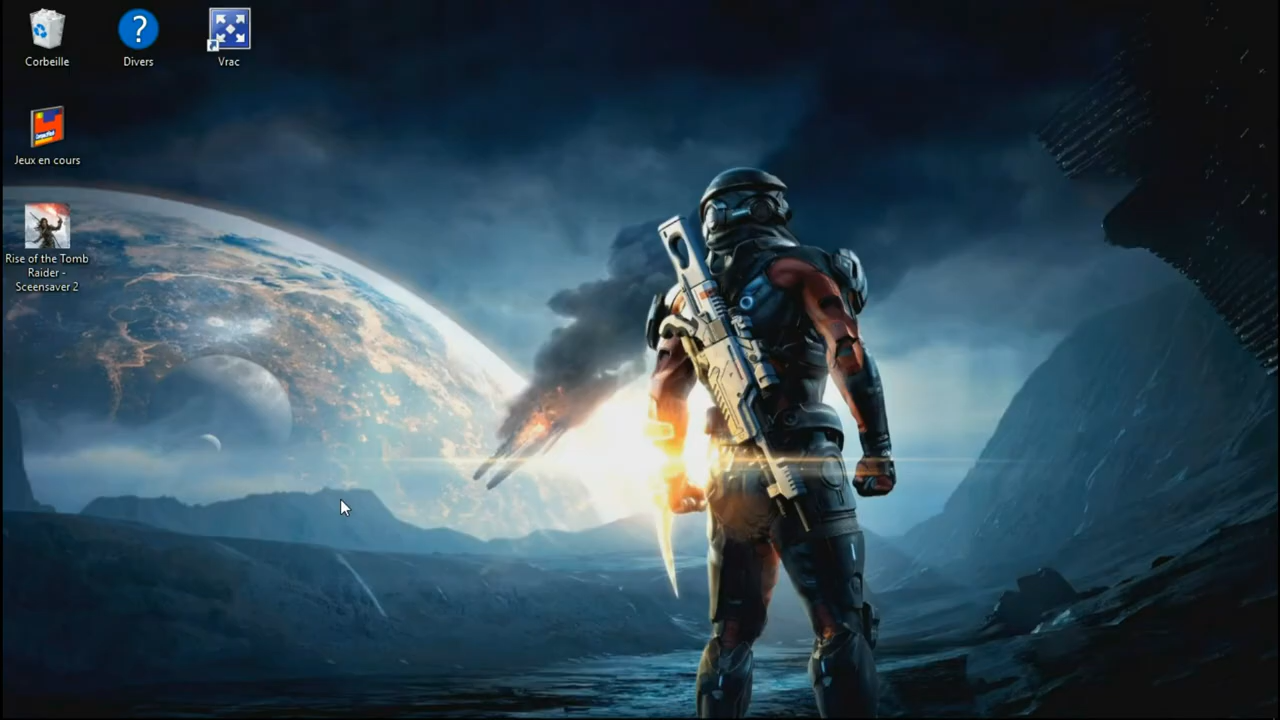 Corbeille
Divers
Vrac
Jeux en cours
Rise of the Tomb
Raider -
Sceensaver 2